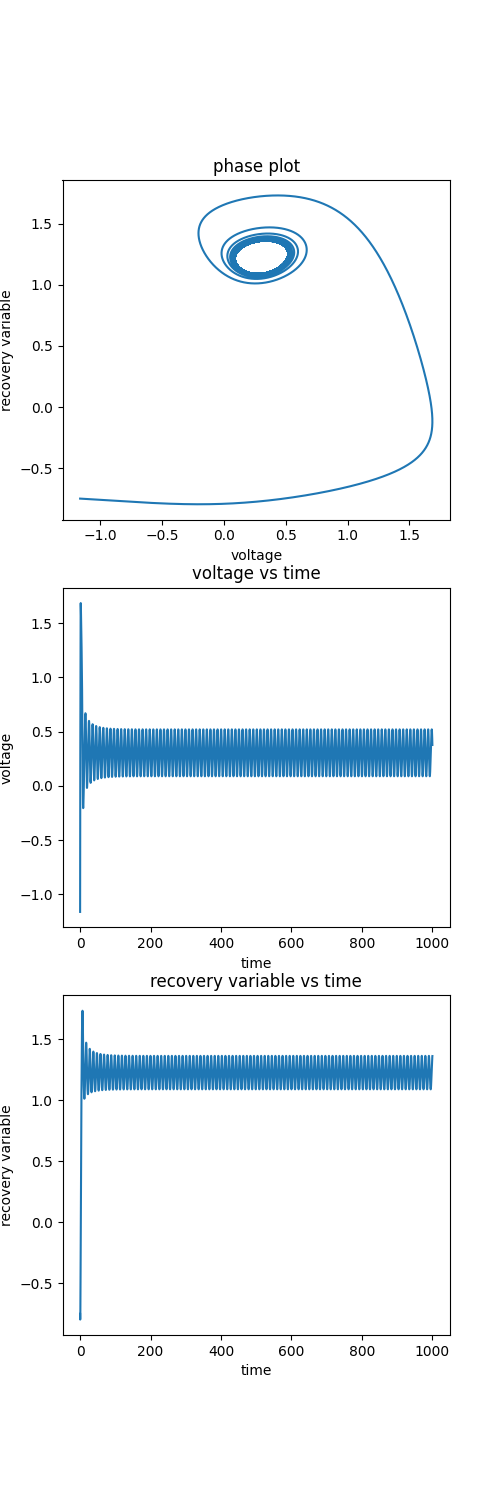 phase plot
1.5
1.0
0.5
0.0
−0.5
recovery variable
−1.0 −0.5 0.0 0.5 1.0 1.5
voltage
voltage vs time
1.5
1.0
0.5
0.0
−0.5
−1.0
voltage
0 200 400 600 800 1000
time
recovery variable vs time
1.5
1.0
0.5
0.0
−0.5
recovery variable
0 200 400 600 800 1000
time